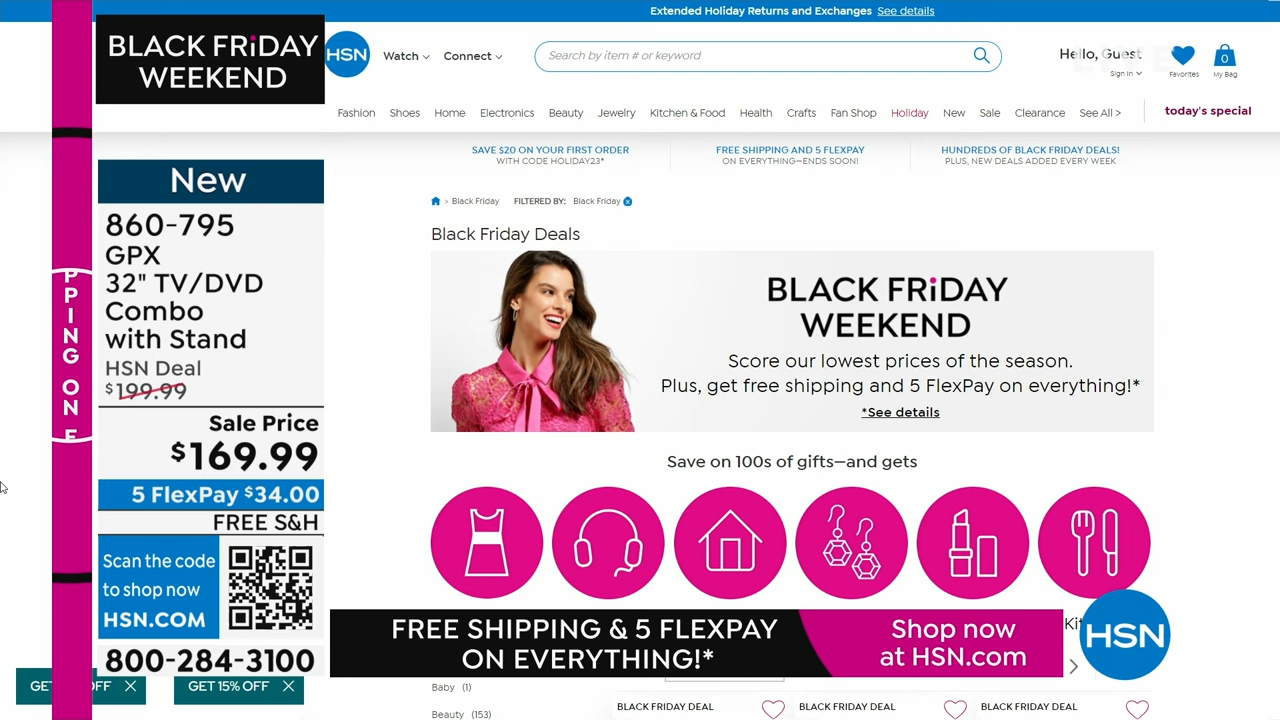 Extended Holiday Returns and Exchanges See details
BLACK FRiDAY
WEEKEND
HSN
Watch
Connect
Search by item # or keyword
Hello, Guest
Sign In
Favorites
0
My Bag
Fashion Shoes Home Electronics Beauty Jewelry Kitchen & Food Health Crafts Fan Shop Holiday New Sale Clearance See All >
today's special
SAVE $20 ON YOUR FIRST ORDER
WITH CODE HOLIDAY23*
FREE SHIPPING AND 5 FLEXPAY
ON EVERYTHING—ENDS SOON!
HUNDREDS OF BLACK FRIDAY DEALS!
PLUS, NEW DEALS ADDED EVERY WEEK
> Black Friday FILTERED BY: Black Friday
Black Friday Deals
BLACK FRiDAY
WEEKEND
Score our lowest prices of the season.
Plus, get free shipping and 5 FlexPay on everything!*
*See details
Save on 100s of gifts—and gets
New
860-795
GPX
32" TV/DVD
Combo
with Stand
HSN Deal
$199.99
Sale Price
$169.99
5 FlexPay $34.00
FREE S&H
Scan the code
to shop now
HSN.COM
800-284-3100
PPING ON
FREE SHIPPING & 5 FLEXPAY
ON EVERYTHING!*
Shop now
at HSN.com
HSN
GET 15% OFF
Baby (1)
Beauty (153)
BLACK FRIDAY DEAL
BLACK FRIDAY DEAL
BLACK FRIDAY DEAL